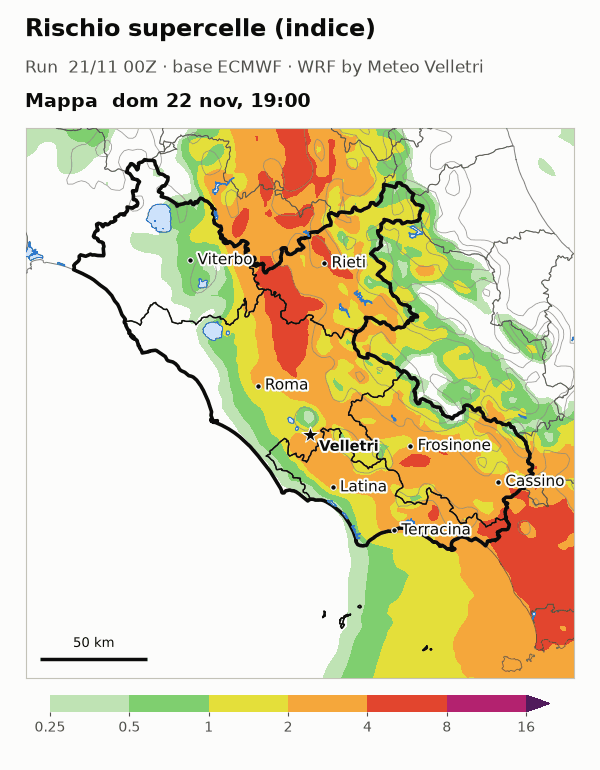 Rischio supercelle (indice)
Run 21/11 00Z · base ECMWF · WRF by Meteo Velletri
Mappa dom 22 nov, 19:00
Viterbo
Rieti
Roma
Velletri
Frosinone
Cassino
Latina
Terracina
50 km
0.25 0.5 1 2 4 8 16